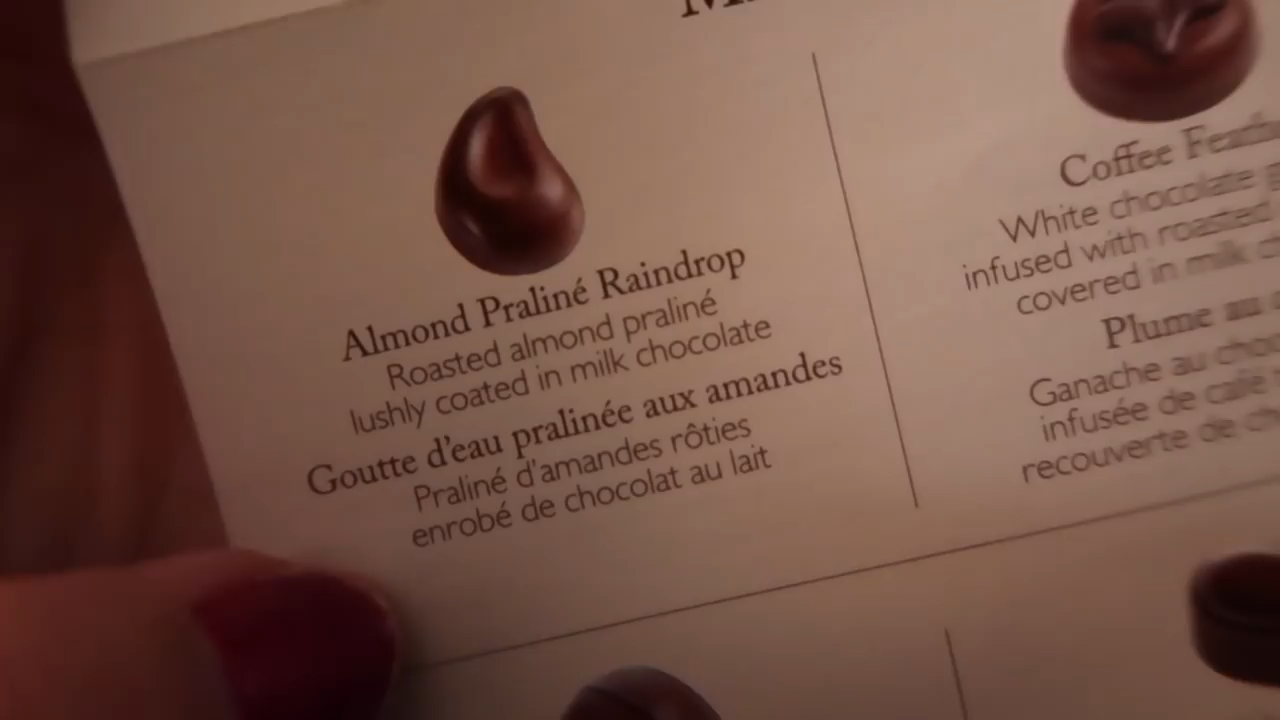 Almond Praliné Raindrop
Roasted almond praliné
lushly coated in milk chocolate
Goutte d'eau pralinée aux amandes
Praliné d'amandes rôties
enrobé de chocolat au lait
Coffee
White chocolate
infused with roasted
covered in milk
Plume au
Ganache au
infusée de café
recouverte de